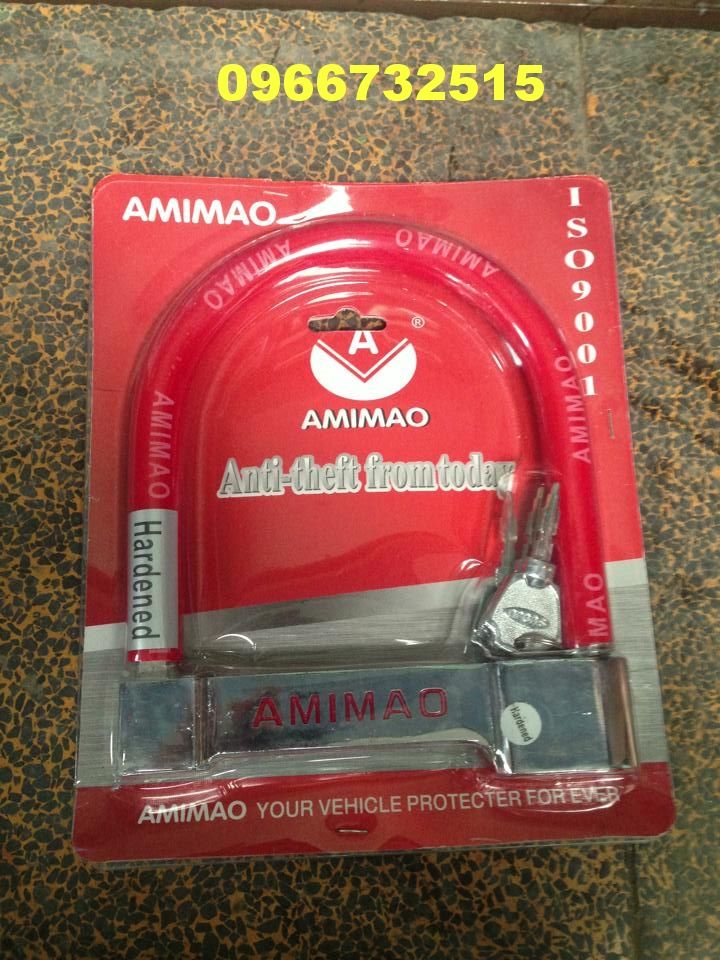 0966732515
AMIMAO
ISO9001
AMIMAO
AMIMAO
AMIMAO
AMIMAO
A
®
AMIMAO
Anti-theft from today
Hardened
MAO
AMIMAO
Hardened
AMIMAO YOUR VEHICLE PROTECTER FOR EVER